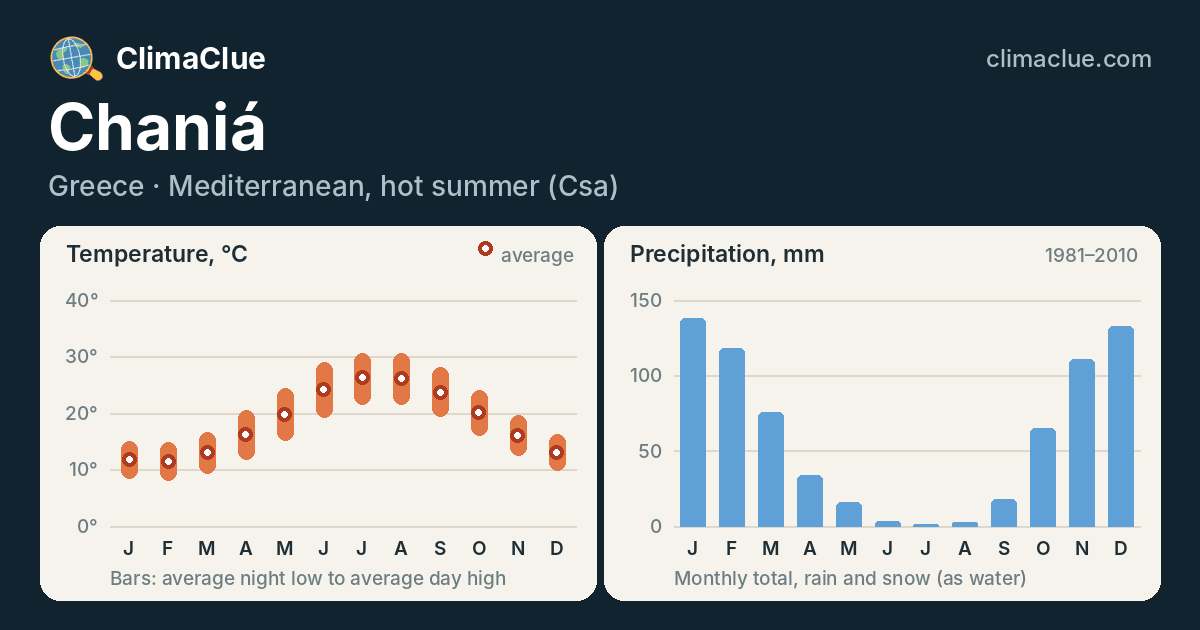 ClimaClue
climaclue.com
Chaniá
Greece · Mediterranean, hot summer (Csa)
Temperature, °C
average
40°
30°
20°
10°
0°
J F M A M J J A S O N D
Bars: average night low to average day high
Precipitation, mm
1981–2010
150
100
50
0
J F M A M J J A S O N D
Monthly total, rain and snow (as water)